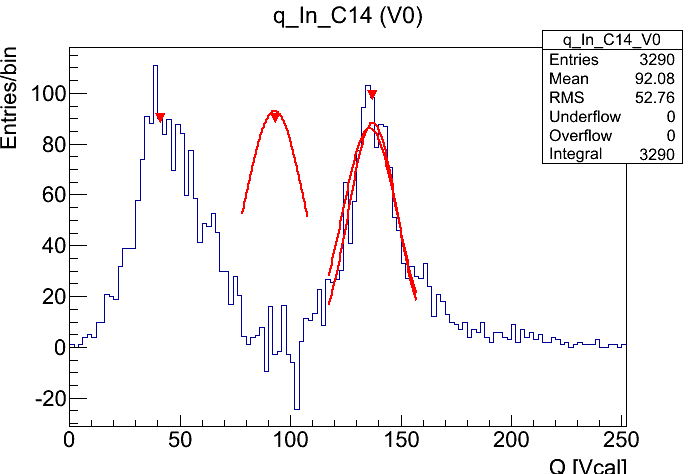 q_In_C14 (V0)
q_In_C14_V0
Entries 3290
Mean 92.08
RMS 52.76
Underflow 0
Overflow 0
Integral 3290
Entries/bin
100
80
60
40
20
0
-20
0 50 100 150 200 250
Q [Vcal]